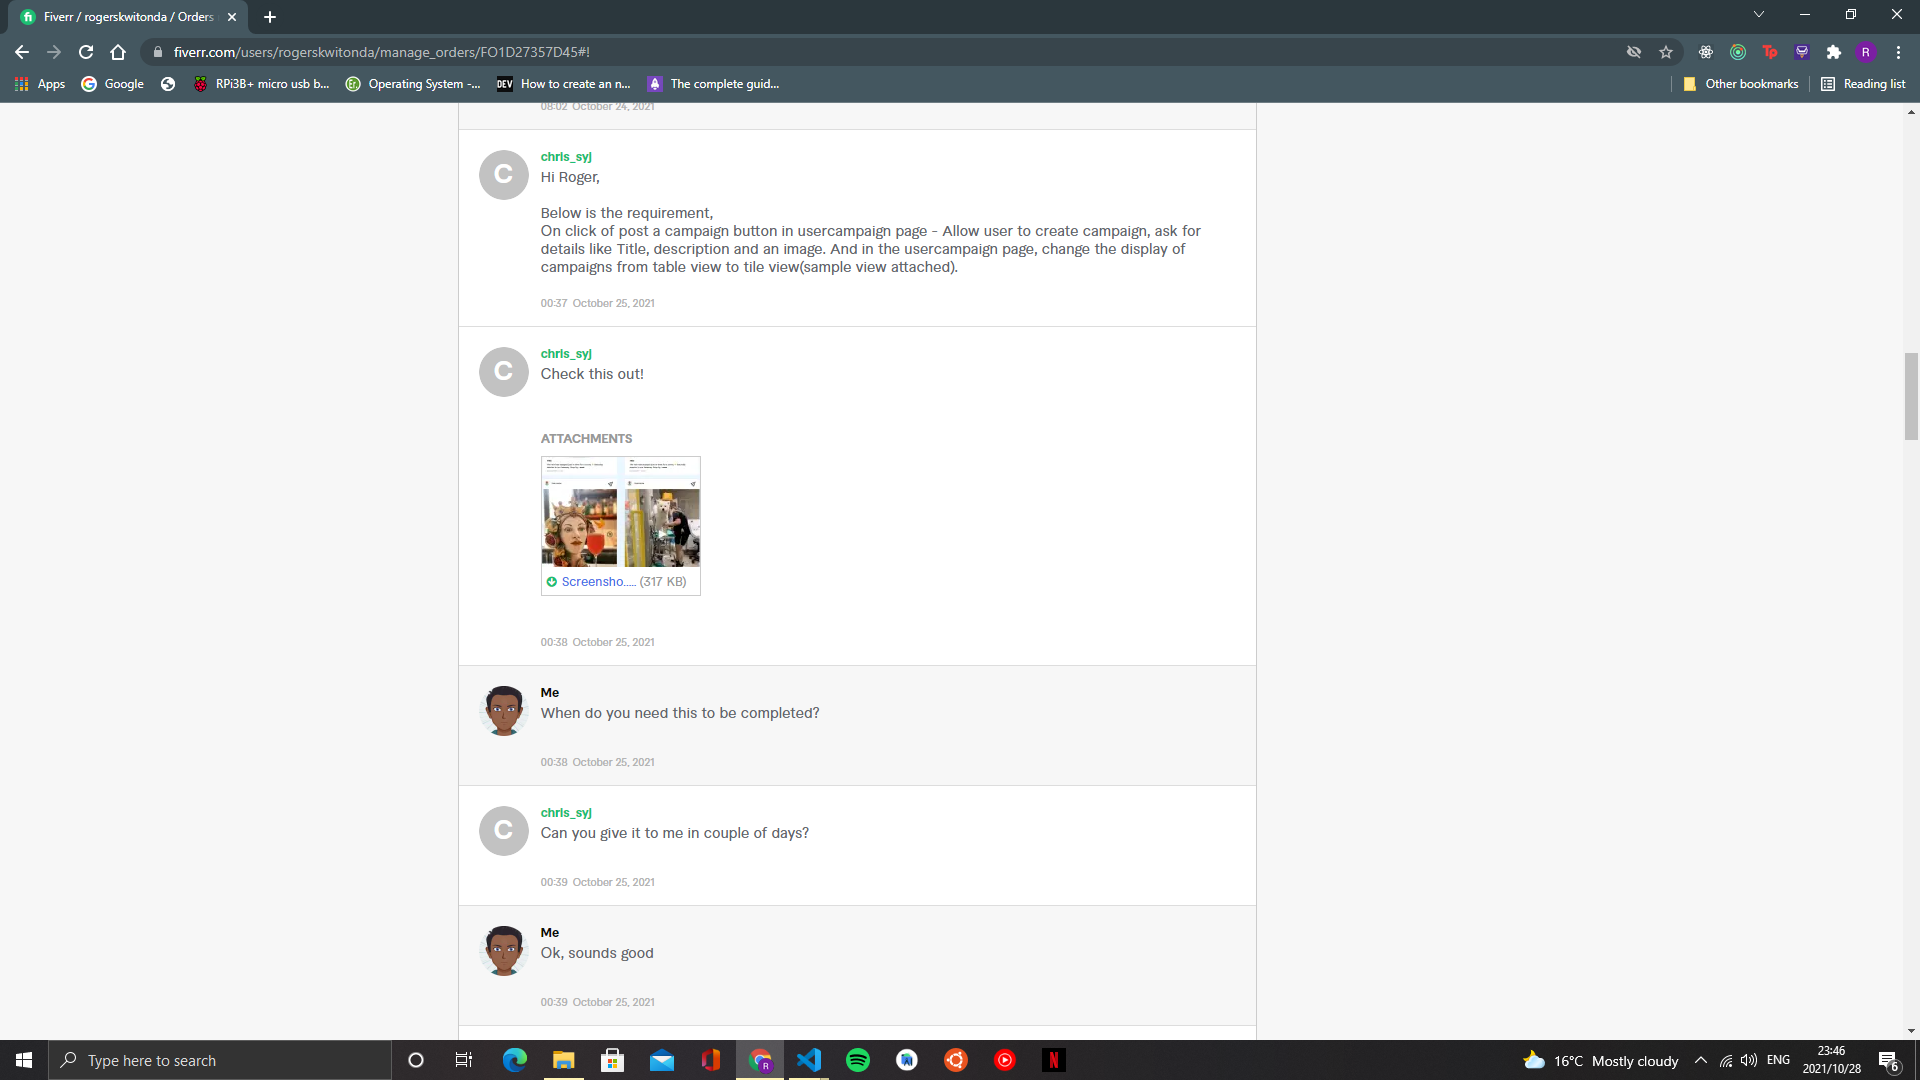 Fiverr / rogerskwitonda / Orders
fiverr.com/users/rogerskwitonda/manage_orders/FO1D27357D45#!
Tp
R
Apps
Google
RPi3B+ micro usb b...
Operating System -...
DEV How to create an n...
The complete guid...
Other bookmarks
Reading list
08:02 October 24, 2021
C
chris_syj
Hi Roger,
Below is the requirement,
On click of post a campaign button in usercampaign page - Allow user to create campaign, ask for
details like Title, description and an image. And in the usercampaign page, change the display of
campaigns from table view to tile view(sample view attached).
00:37 October 25, 2021
C
chris_syj
Check this out!
ATTACHMENTS
Screensho..... (317 KB)
00:38 October 25, 2021
Me
When do you need this to be completed?
00:38 October 25, 2021
C
chris_syj
Can you give it to me in couple of days?
00:39 October 25, 2021
Me
Ok, sounds good
00:39 October 25, 2021
Type here to search
R
N
16°C Mostly cloudy
ENG
23:46
2021/10/28
6